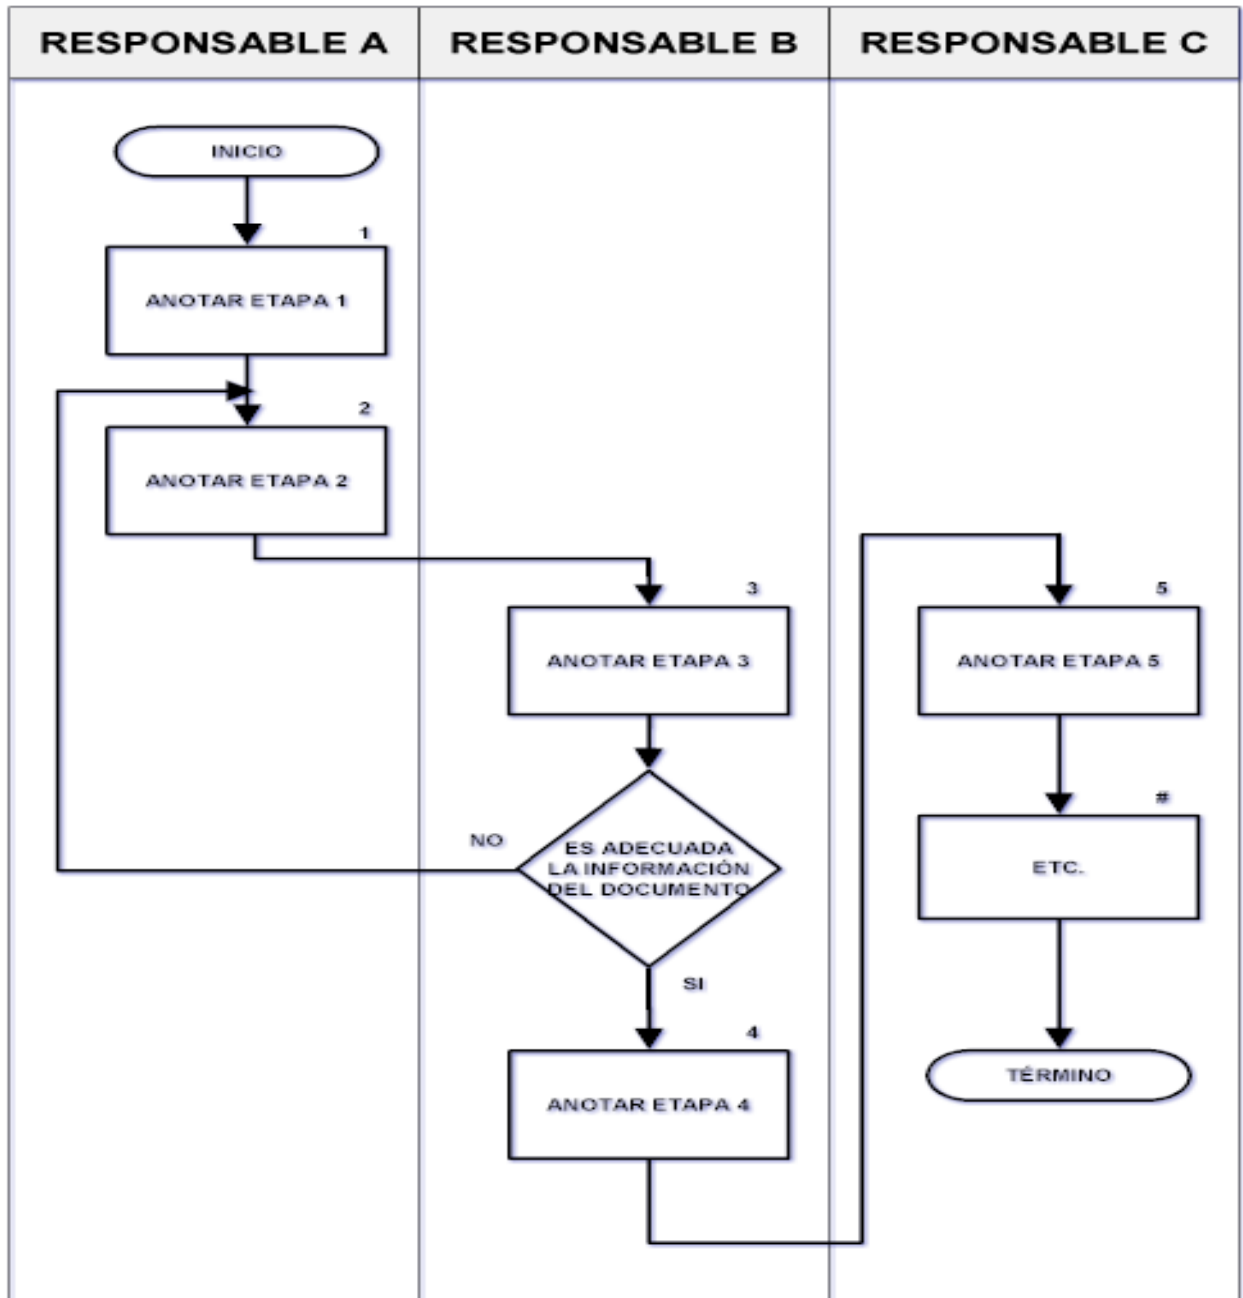 RESPONSABLE A
RESPONSABLE B
RESPONSABLE C
INICIO
1
ANOTAR ETAPA 1
2
ANOTAR ETAPA 2
3
ANOTAR ETAPA 3
NO
ES ADECUADA
LA INFORMACIÓN
DEL DOCUMENTO
SI
4
ANOTAR ETAPA 4
5
ANOTAR ETAPA 5
#
ETC.
TÉRMINO